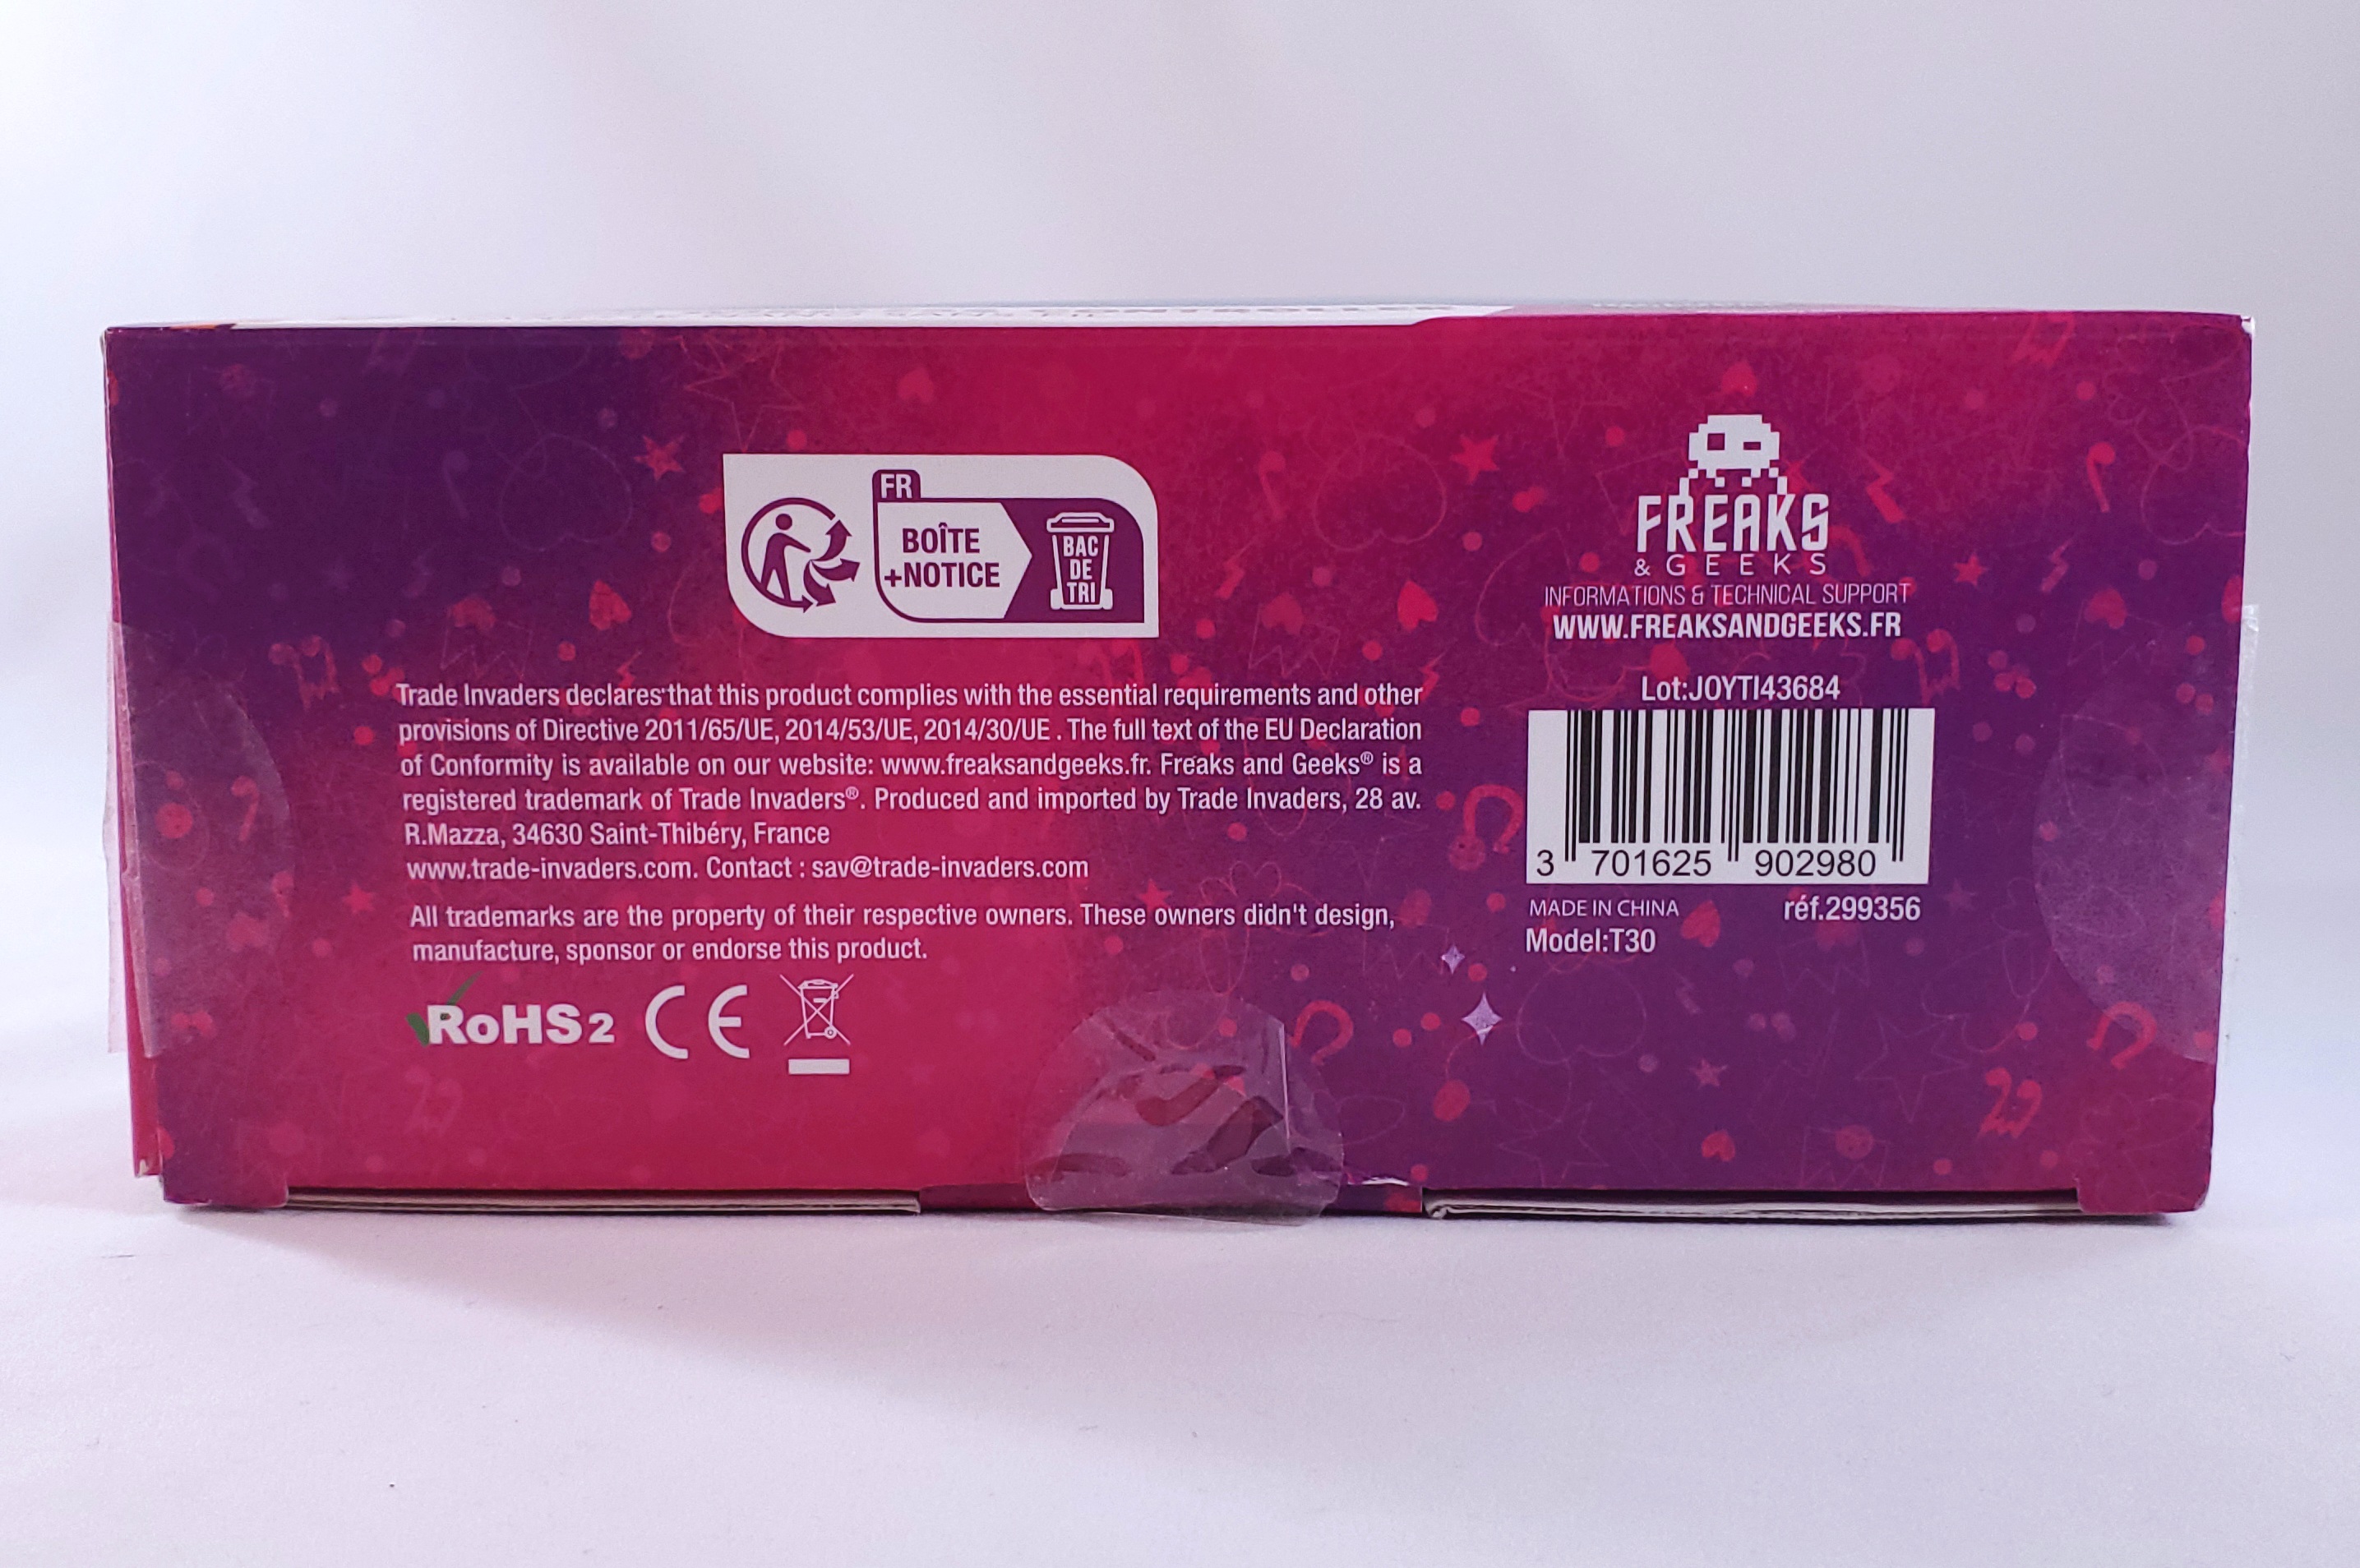 FR
BOÎTE
+NOTICE
BAC
DE
TRI
FREAKS
& GEEKS
INFORMATIONS & TECHNICAL SUPPORT
WWW.FREAKSANDGEEKS.FR
Trade Invaders declares that this product complies with the essential requirements and other
provisions of Directive 2011/65/UE, 2014/53/UE, 2014/30/UE . The full text of the EU Declaration
of Conformity is available on our website: www.freaksandgeeks.fr. Freaks and Geeks® is a
registered trademark of Trade Invaders®. Produced and imported by Trade Invaders, 28 av.
R.Mazza, 34630 Saint-Thibéry, France
www.trade-invaders.com. Contact : sav@trade-invaders.com
All trademarks are the property of their respective owners. These owners didn't design,
manufacture, sponsor or endorse this product.
RoHS 2 CE
Lot:JOYTI43684
3 701625 902980
MADE IN CHINA réf.299356
Model:T30